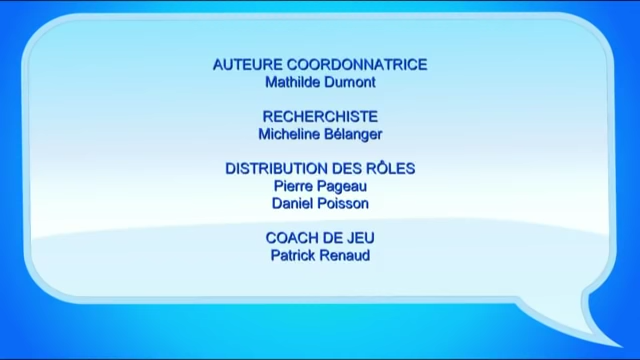 AUTEURE COORDONNATRICE
Mathilde Dumont
RECHERCHISTE
Micheline Bélanger
DISTRIBUTION DES RÔLES
Pierre Pageau
Daniel Poisson
COACH DE JEU
Patrick Renaud